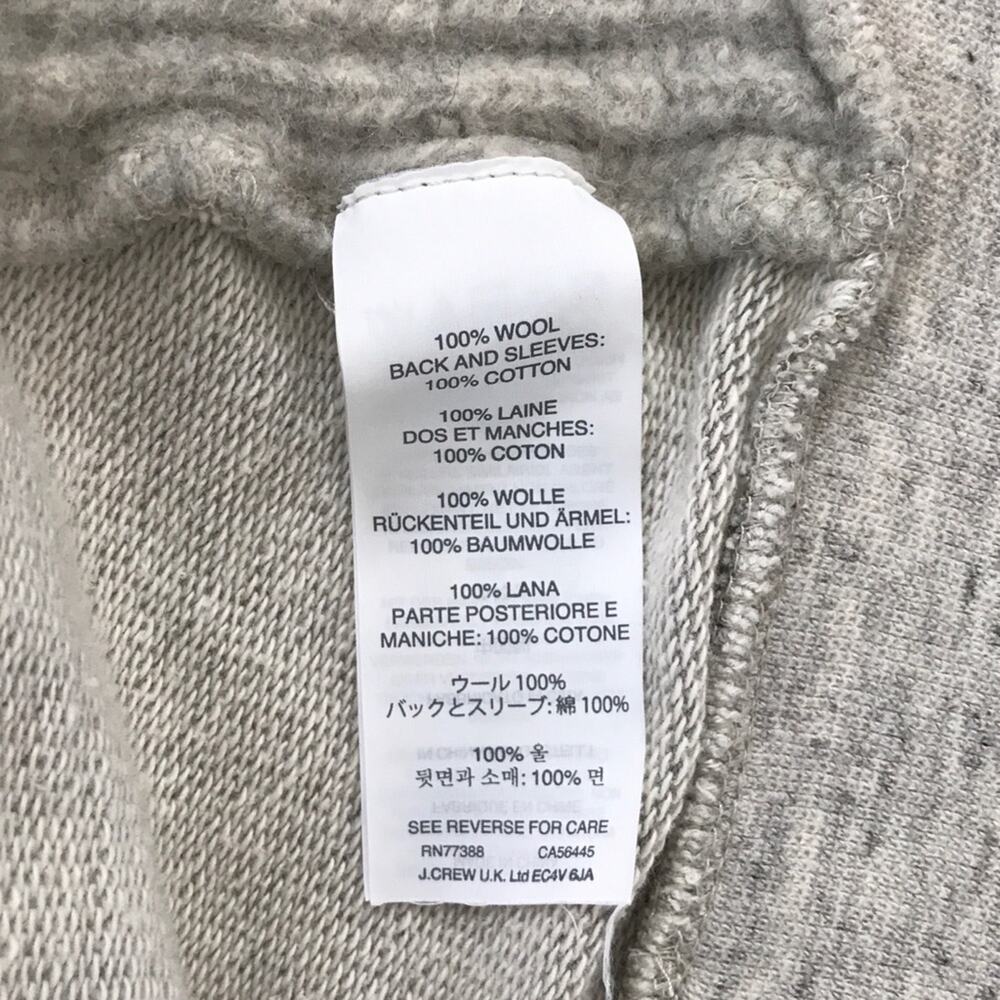 100% WOOL
BACK AND SLEEVES:
100% COTTON
100% LAINE
DOS ET MANCHES:
100% COTON
100% WOLLE
RÜCKENTEIL UND ÄRMEL:
100% BAUMWOLLE
100% LANA
PARTE POSTERIORE E
MANICHE: 100% COTONE
ウール 100%
バックとスリーブ: 綿 100%
100% 울
뒷면과 소매: 100% 면
SEE REVERSE FOR CARE
RN77388 CA56445
J.CREW U.K. Ltd EC4V 6JA